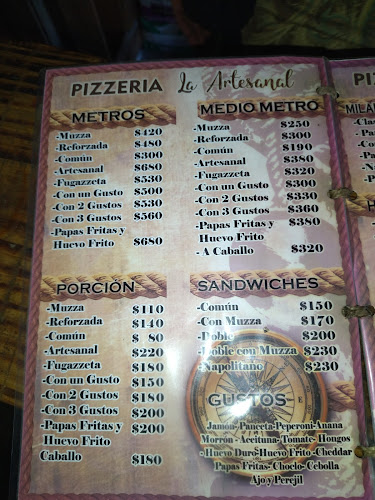 PIZZERIA La Artesanal
METROS
-Muzza $420
-Reforzada $480
-Común $300
-Artesanal $680
-Fugazzeta $530
-Con un Gusto $500
-Con 2 Gustos $530
-Con 3 Gustos $560
-Papas Fritas y
Huevo Frito $680
MEDIO METRO
-Muzza $250
-Reforzada $300
-Común $190
-Artesanal $380
-Fugazzeta $320
-Con un Gusto $300
-Con 2 Gustos $330
-Con 3 Gustos $360
-Papas Fritas y $380
Huevo Frito
- A Caballo $320
PORCIÓN
-Muzza $110
-Reforzada $140
-Común $ 80
-Artesanal $220
-Fugazzeta $180
-Con un Gusto $150
-Con 2 Gustos $180
-Con 3 Gustos $200
-Papas Fritas y $200
Huevo Frito
Caballo $180
SANDWICHES
-Común $150
-Con Muzza $170
-Doble $200
-Doble con Muzza $230
-Napolitano $230
GUSTOS
Jamón-Panceta-Peperoni-Anana
Morrón-Aceituna-Tomate-Hongos
-Huevo Duro-Huevo Frito-Cheddar
Papas Fritas-Choclo-Cebolla
Ajo y Perejil
PI
MILA
-Cla